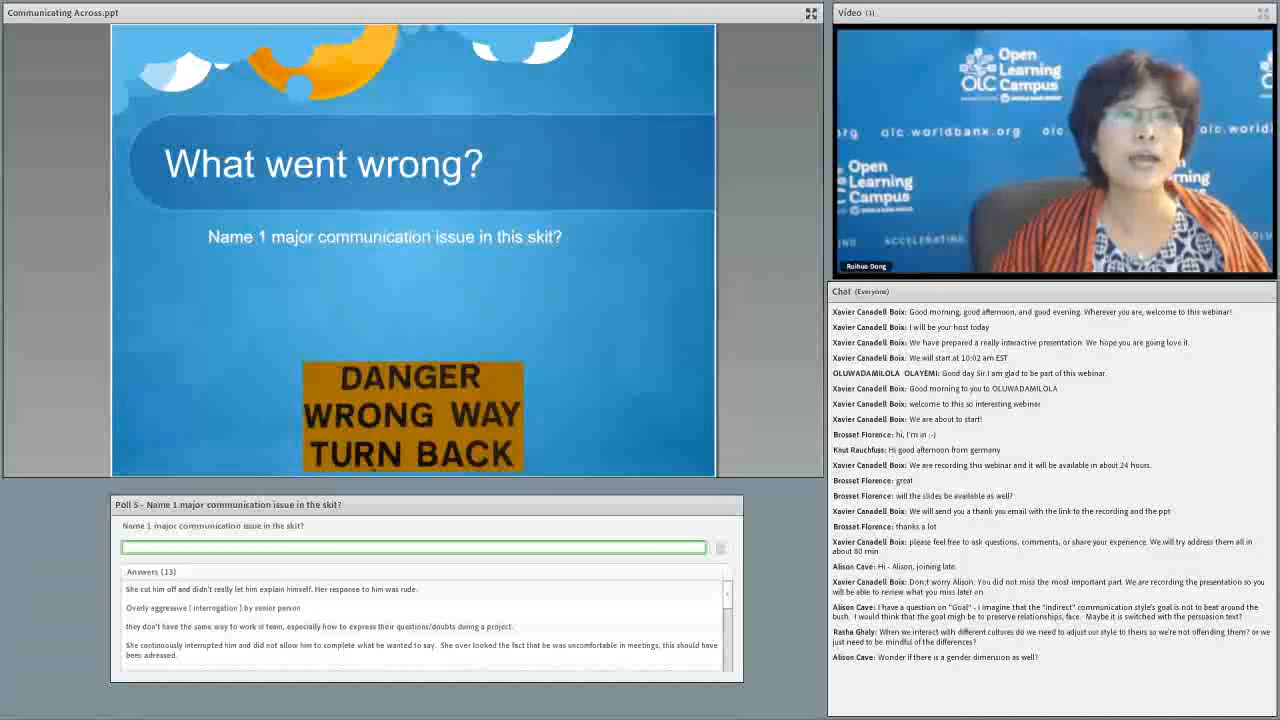 Communicating Across.ppt
What went wrong?
Name 1 major communication issue in this skit?
DANGER
WRONG WAY
TURN BACK
Poll 5 - Name 1 major communication issue in the skit?
Name 1 major communication issue in the skit?
Answers (13)
She cut him off and didn't really let him explain himself. Her response to him was rude.
Overly aggressive ( interrogation ) by senior person
they don't have the same way to work in team, especially how to express their questions/doubts during a project.
She continuously interrupted him and did not allow him to complete what he wanted to say. She over looked the fact that he was uncomfortable in meetings, this should have
been adressed.
Video (1)
Open
Learning
Campus
OLC
.org olc.worldbank.org olc.world
Open
Learning
Campus
ACCELERATING
Ruihua Dong
Chat (Everyone)
Xavier Canadell Boix: Good morning, good afternoon, and good evening. Wherever you are, welcome to this webinar!
Xavier Canadell Boix: I will be your host today
Xavier Canadell Boix: We have prepared a really interactive presentation. We hope you are going love it.
Xavier Canadell Boix: We will start at 10:02 am EST
OLUWADAMILOLA OLAYEMI: Good day Sir.I am glad to be part of this webinar.
Xavier Canadell Boix: Good morning to you to OLUWADAMILOLA
Xavier Canadell Boix: welcome to this so interesting webinar
Xavier Canadell Boix: We are about to start!
Brosset Florence: hi, I'm in :-)
Knut Rauchfuss: Hi good afternoon from germany
Xavier Canadell Boix: We are recording this webinar and it will be available in about 24 hours.
Brosset Florence: great
Brosset Florence: will the slides be available as well?
Xavier Canadell Boix: We will send you a thank you email with the link to the recording and the ppt
Brosset Florence: thanks a lot
Xavier Canadell Boix: please feel free to ask questions, comments, or share your experience. We will try address them all in
about 80 min
Alison Cave: Hi - Alison, joining late.
Xavier Canadell Boix: Don;t worry Alison. You did not miss the most important part. We are recording the presentation so you
will be able to review what you miss later on
Alison Cave: I have a question on "Goal" - i imagine that the "indirect" communication style's goal is not to beat around the
bush. I would think that the goal might be to preserve relationships, face. Maybe it is switched with the persuasion text?
Rasha Ghaly: When we interact with different cultures do we need to adjust our style to theirs so we're not offending them? or we
just need to be mindful of the differences?
Alison Cave: Wonder if there is a gender dimension as well?